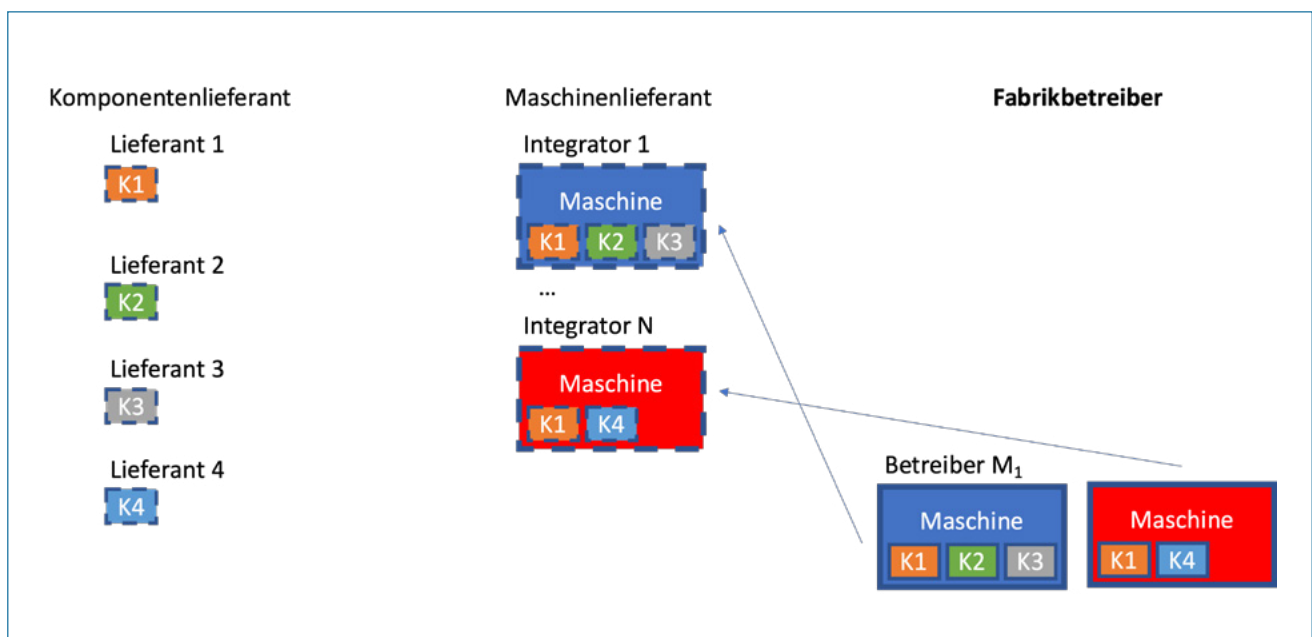 Komponentenlieferant
Lieferant 1
K1
Lieferant 2
K2
Lieferant 3
K3
Lieferant 4
K4
Maschinenlieferant
Integrator 1
Maschine
K1 K2 K3
...
Integrator N
Maschine
K1 K4
Fabrikbetreiber
Betreiber M₁
Maschine
K1 K2 K3
Maschine
K1 K4